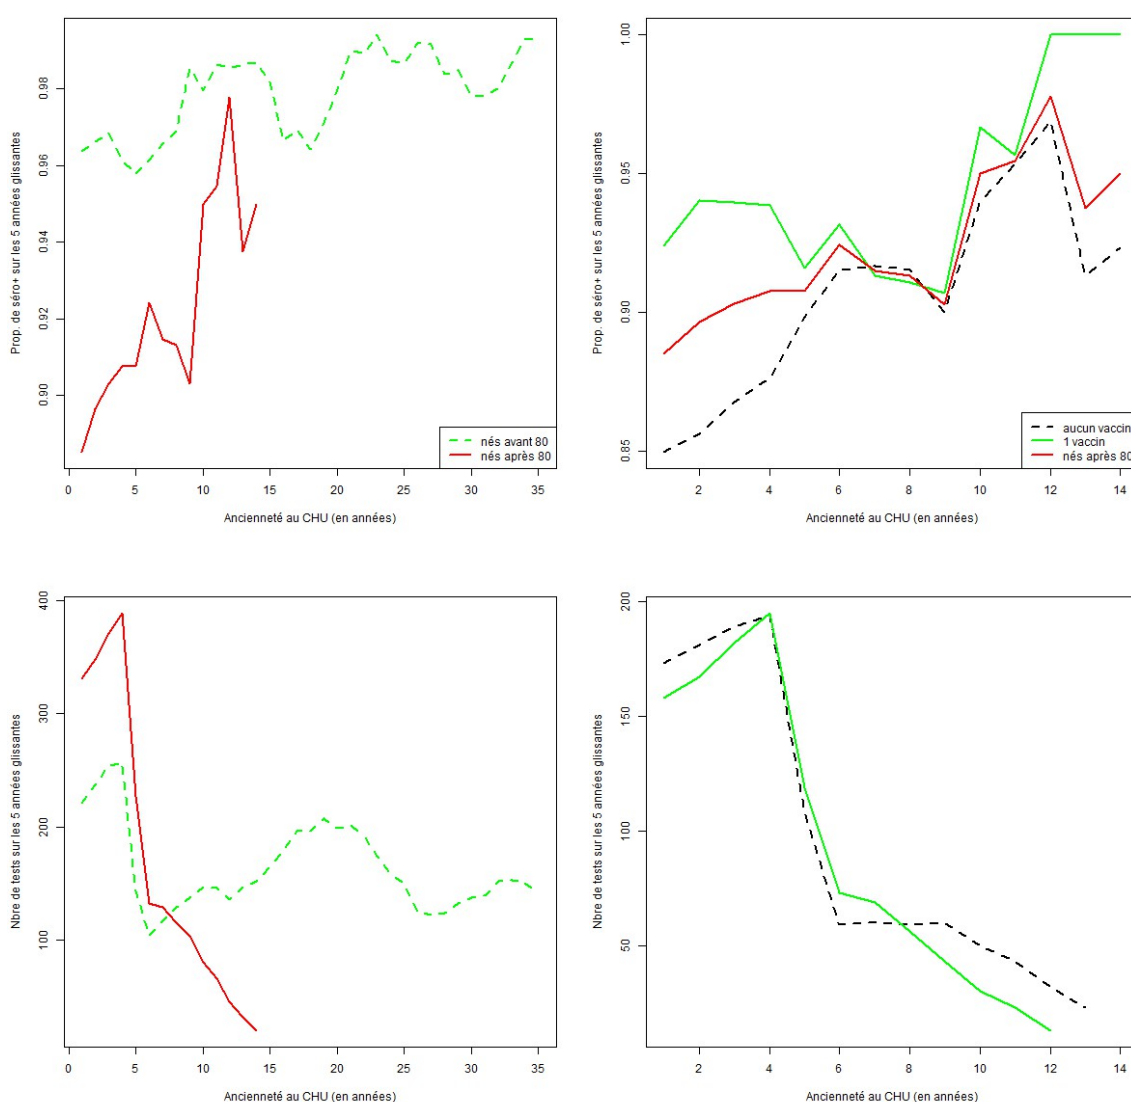 Prop. de séro+ sur les 5 années glissantes
0.90 0.92 0.94 0.96 0.98
nés avant 80
nés après 80
0 5 10 15 20 25 30 35
Ancienneté au CHU (en années)
Prop. de séro+ sur les 5 années glissantes
0.85 0.90 0.95 1.00
aucun vaccin
1 vaccin
nés après 80
2 4 6 8 10 12 14
Ancienneté au CHU (en années)
Nbre de tests sur les 5 années glissantes
100 200 300 400
0 5 10 15 20 25 30 35
Ancienneté au CHU (en années)
Nbre de tests sur les 5 années glissantes
50 100 150 200
2 4 6 8 10 12 14
Ancienneté au CHU (en années)